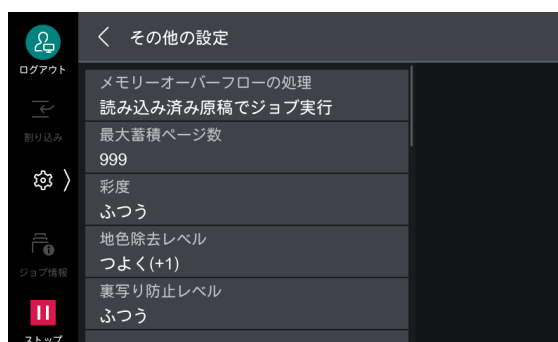 ログアウト
割り込み
ジョブ情報
ストップ
その他の設定
メモリーオーバーフローの処理
読み込み済み原稿でジョブ実行
最大蓄積ページ数
999
彩度
ふつう
地色除去レベル
つよく(+1)
裏写り防止レベル
ふつう